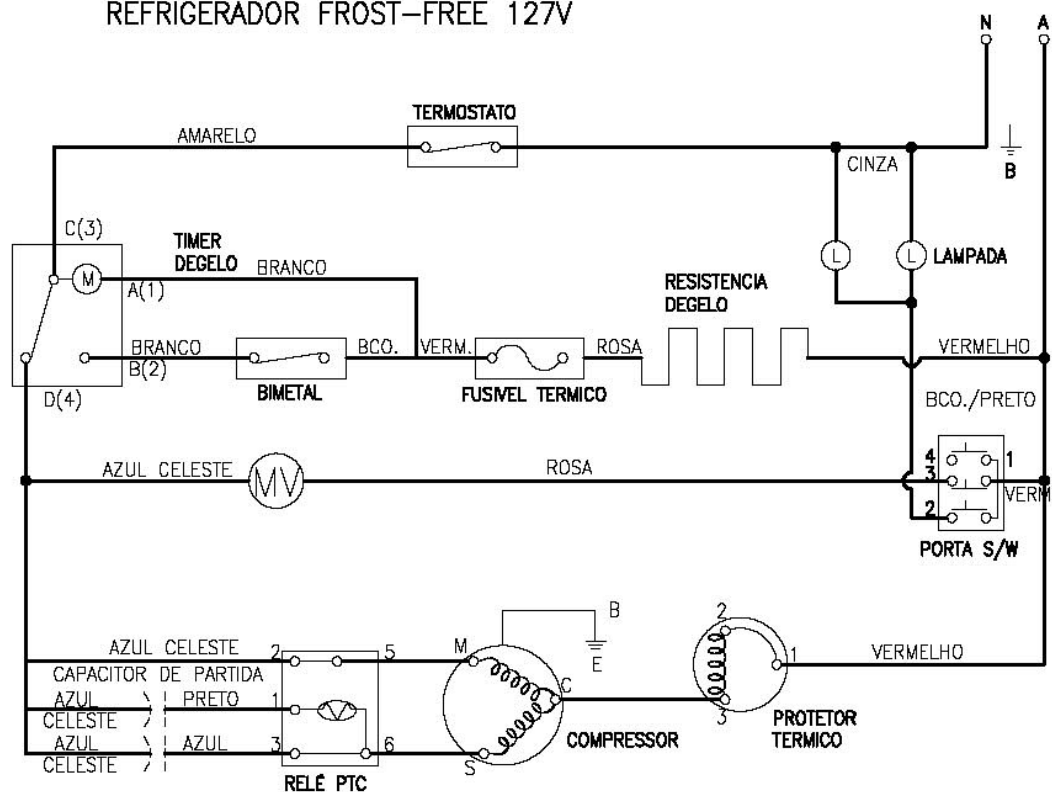 REFRIGERADOR FROST-FREE 127V
N
A
TERMOSTATO
AMARELO
CINZA
B
C(3)
TIMER
DEGELO
BRANCO
M
A(1)
L
L
LAMPADA
RESISTENCIA
DEGELO
BRANCO
B(2)
BCO.
VERM.
ROSA
VERMELHO
D(4)
BIMETAL
FUSIVEL TERMICO
BCO./PRETO
AZUL CELESTE
MV
ROSA
4
3
2
1
VERM
PORTA S/W
B
E
AZUL CELESTE
2
5
M
2
1
VERMELHO
CAPACITOR DE PARTIDA
AZUL
CELESTE
PRETO
1
C
3
PROTETOR
TERMICO
AZUL
CELESTE
AZUL
3
6
S
COMPRESSOR
RELÉ PTC